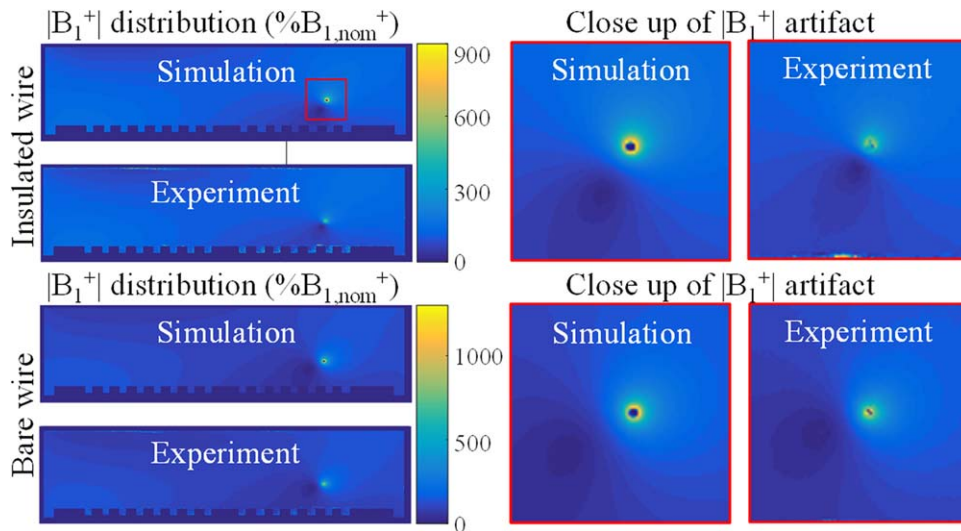 |B₁⁺| distribution (%B₁,nom⁺)
Close up of |B₁⁺| artifact
Insulated wire
Simulation
900
600
300
0
Experiment
Simulation
Experiment
|B₁⁺| distribution (%B₁,nom⁺)
Close up of |B₁⁺| artifact
Bare wire
Simulation
1000
500
0
Experiment
Simulation
Experiment